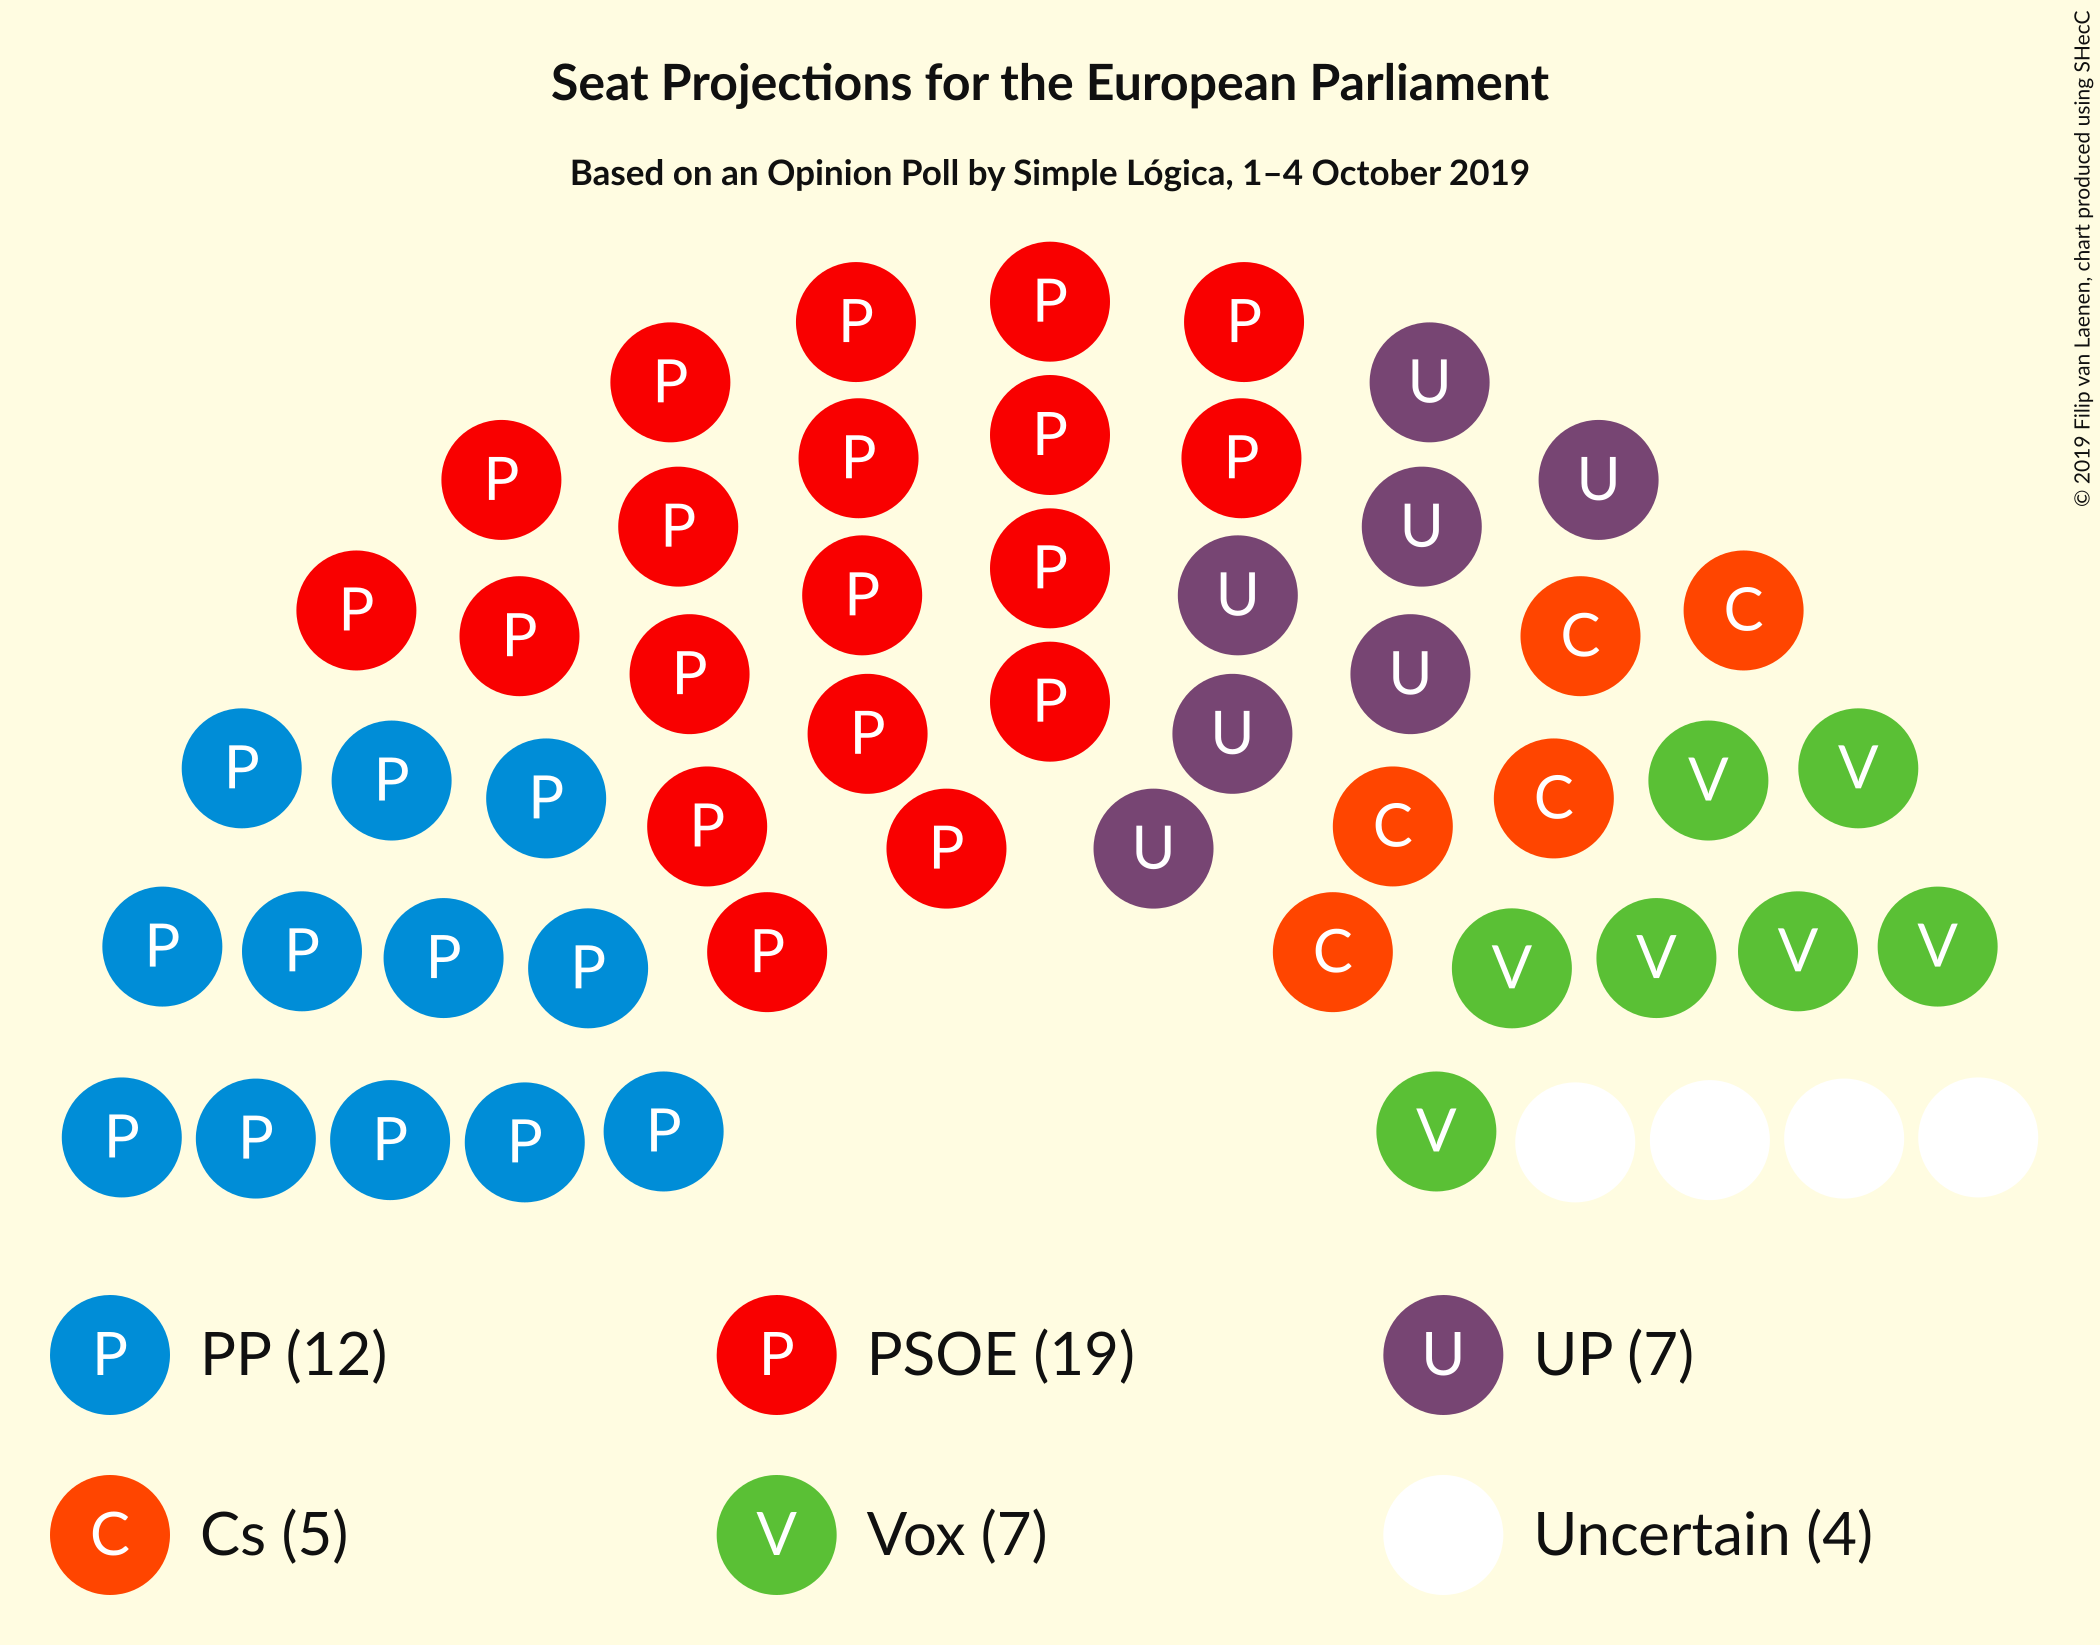 Seat Projections for the European Parliament
Based on an Opinion Poll by Simple Lógica, 1–4 October 2019
© 2019 Filip van Laenen, chart produced using SHecC
P P P
P P U
P U
P P P
P P U
P P U
P P U C C
P P U
P P U
P P P V V
P C C
P P U
P P P P V V V V
P C
P P P P P V
P PP (12) P PSOE (19) U UP (7)
C Cs (5) V Vox (7) Uncertain (4)